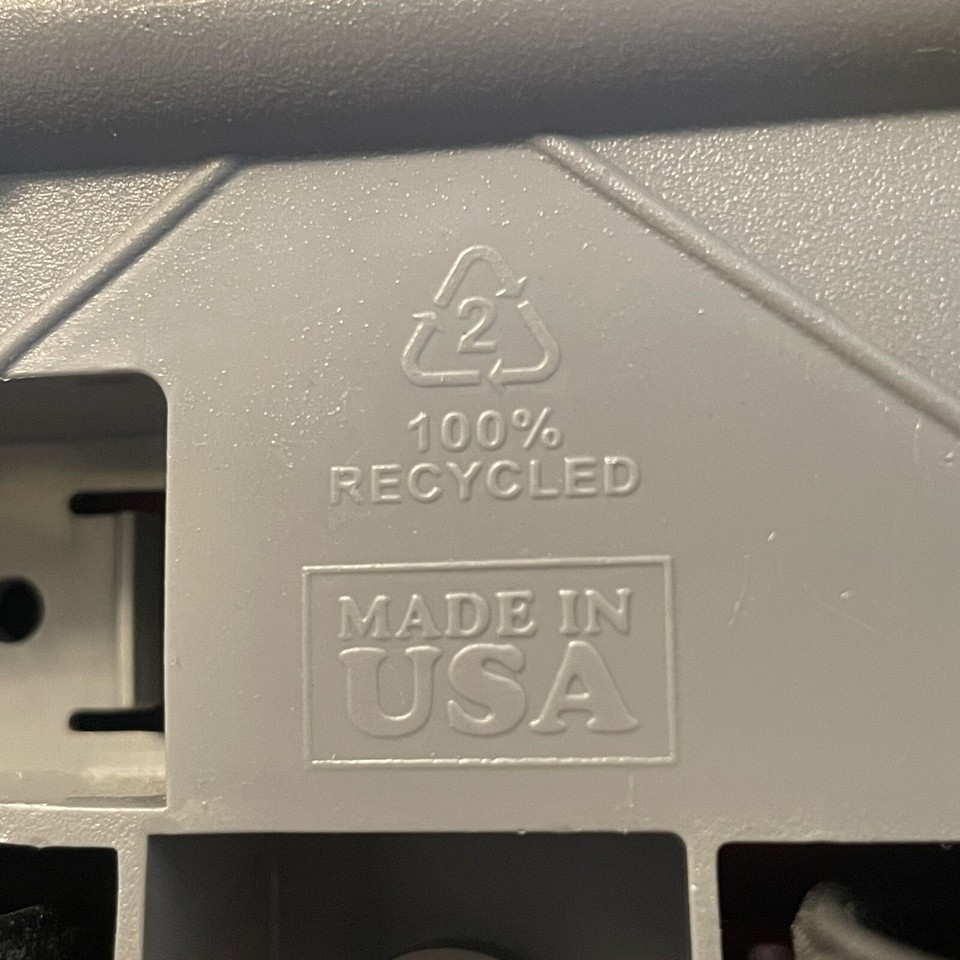 2
100%
RECYCLED
MADE IN
USA